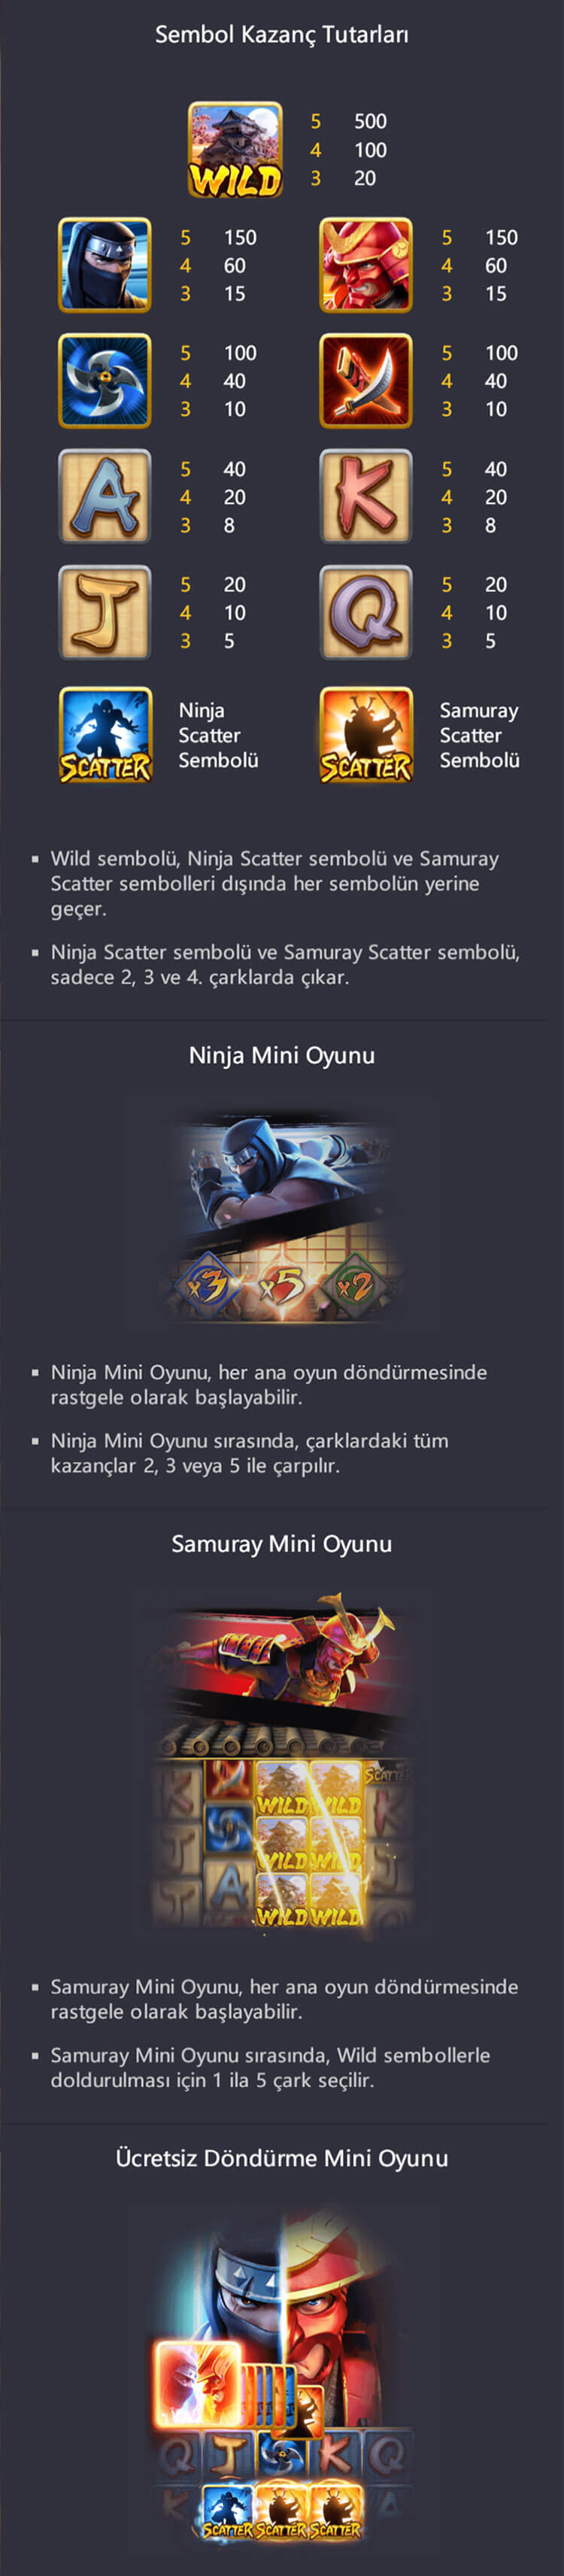 Sembol Kazanç Tutarları
WILD
5 500
4 100
3 20
5 150
4 60
3 15
5 150
4 60
3 15
5 100
4 40
3 10
5 100
4 40
3 10
A
5 40
4 20
3 8
K
5 40
4 20
3 8
J
5 20
4 10
3 5
Q
5 20
4 10
3 5
SCATTER
Ninja
Scatter
Sembolü
SCATTER
Samuray
Scatter
Sembolü
▪ Wild sembolü, Ninja Scatter sembolü ve Samuray
Scatter sembolleri dışında her sembolün yerine
geçer.
▪ Ninja Scatter sembolü ve Samuray Scatter sembolü,
sadece 2, 3 ve 4. çarklarda çıkar.
Ninja Mini Oyunu
x3 x5 x2
▪ Ninja Mini Oyunu, her ana oyun döndürmesinde
rastgele olarak başlayabilir.
▪ Ninja Mini Oyunu sırasında, çarklardaki tüm
kazançlar 2, 3 veya 5 ile çarpılır.
Samuray Mini Oyunu
SCATTER
K WILD WILD K
J WILD WILD J
J A WILD WILD
▪ Samuray Mini Oyunu, her ana oyun döndürmesinde
rastgele olarak başlayabilir.
▪ Samuray Mini Oyunu sırasında, Wild sembollerle
doldurulması için 1 ila 5 çark seçilir.
Ücretsiz Döndürme Mini Oyunu
Q J K Q
K A
SCATTER SCATTER SCATTER